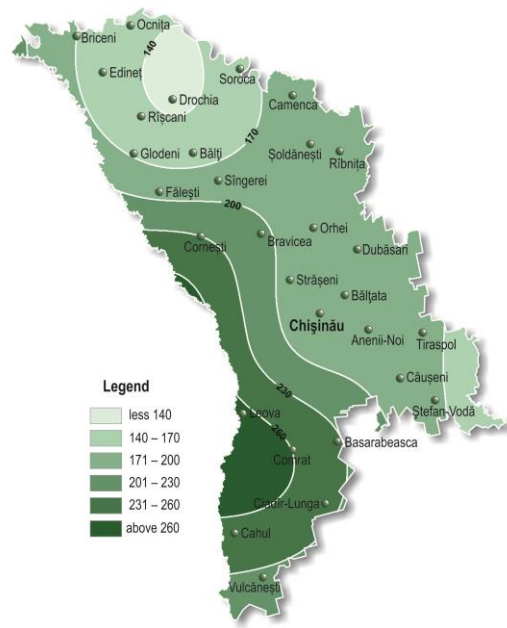 Ocnița
Briceni
140
Edineț
Soroca
Drochia
Camenca
Rîșcani
170
Șoldănești
Glodeni
Bălți
Rîbnița
Sîngerei
Fălești
200
Orhei
Cornești
Bravicea
Dubăsari
Strășeni
Bălțata
Chișinău
Anenii-Noi
Tiraspol
Căușeni
Legend
230
Ștefan-Vodă
less 140
Leova
140 – 170
260
Basarabeasca
171 – 200
Comrat
201 – 230
231 – 260
Ciadîr-Lunga
above 260
Cahul
Vulcănești